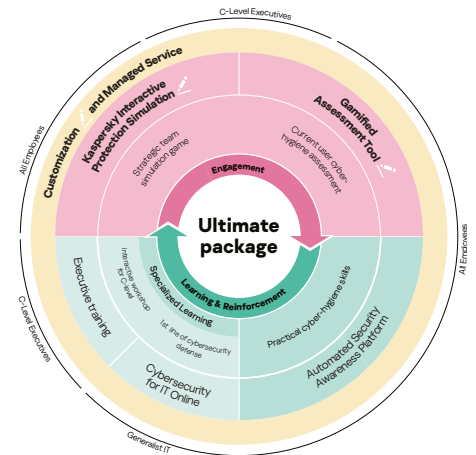 C-Level Executives
All Employees
Customization and Managed Service
Kaspersky Interactive
Protection Simulation
Gamified
Assessment Tool
Strategic team
simulation game
Current user cyber-
hygiene assessment
Engagement
Ultimate
package
All Employees
Learning & Reinforcement
Specialized Learning
Interactive workshop
for C-level
Executive training
1st line of cybersecurity
defense
Practical cyber-hygiene skills
Automated Security
Awareness Platform
Cybersecurity
for IT Online
C-Level Executives
Generalist IT